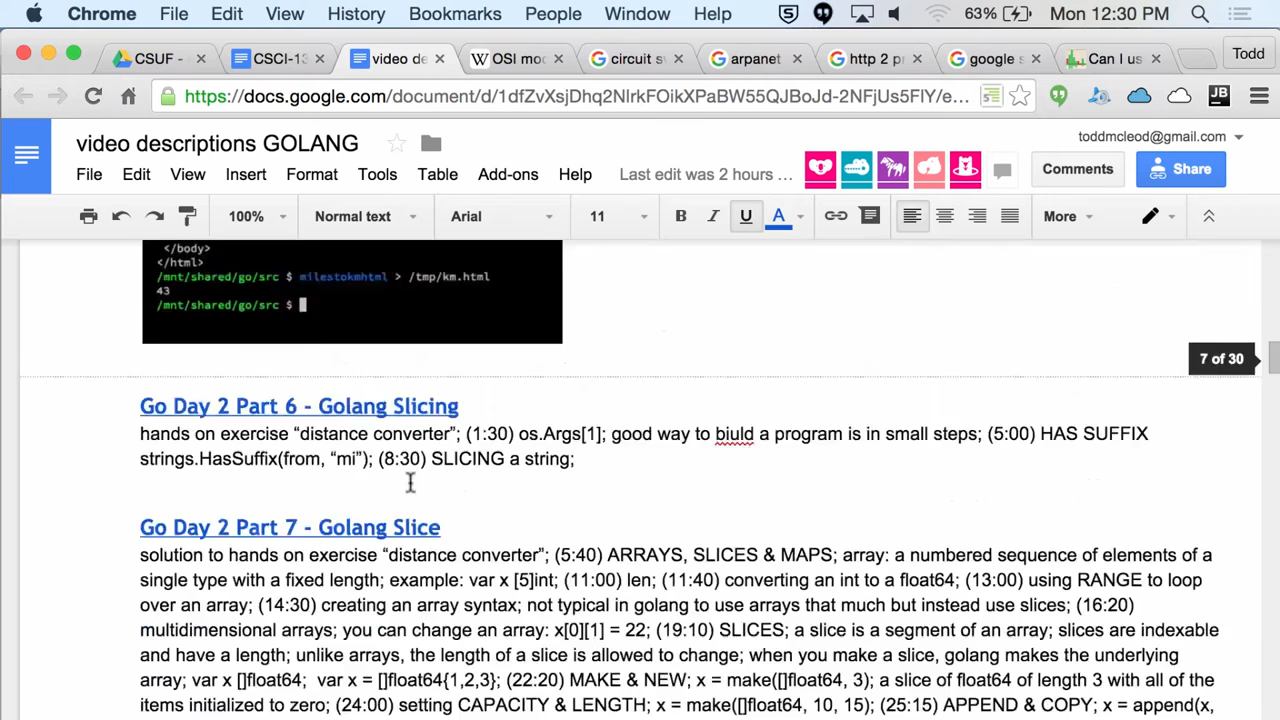 Chrome File Edit View History Bookmarks People Window Help 63% Mon 12:30 PM
CSUF - CSCI-13 video de OSI mo circuit s arpanet http 2 p google s Can I us Todd
https://docs.google.com/document/d/1dfZvXsjDhq2NlrkFOikXPaBW55QJBoJd-2NFjUs5FlY/e...
video descriptions GOLANG toddmcleod@gmail.com
File Edit View Insert Format Tools Table Add-ons Help Last edit was 2 hours ... Comments Share
100% Normal text Arial 11 B I U A More
</body>
</html>
/mnt/shared/go/src $ milestokmhtml > /tmp/km.html
43
/mnt/shared/go/src $
7 of 30
Go Day 2 Part 6 - Golang Slicing
hands on exercise “distance converter”; (1:30) os.Args[1]; good way to biuld a program is in small steps; (5:00) HAS SUFFIX
strings.HasSuffix(from, “mi”); (8:30) SLICING a string;
Go Day 2 Part 7 - Golang Slice
solution to hands on exercise “distance converter”; (5:40) ARRAYS, SLICES & MAPS; array: a numbered sequence of elements of a
single type with a fixed length; example: var x [5]int; (11:00) len; (11:40) converting an int to a float64; (13:00) using RANGE to loop
over an array; (14:30) creating an array syntax; not typical in golang to use arrays that much but instead use slices; (16:20)
multidimensional arrays; you can change an array: x[0][1] = 22; (19:10) SLICES; a slice is a segment of an array; slices are indexable
and have a length; unlike arrays, the length of a slice is allowed to change; when you make a slice, golang makes the underlying
array; var x []float64; var x = []float64{1,2,3}; (22:20) MAKE & NEW; x = make([]float64, 3); a slice of float64 of length 3 with all of the
items initialized to zero; (24:00) setting CAPACITY & LENGTH; x = make([]float64, 10, 15); (25:15) APPEND & COPY; x = append(x,